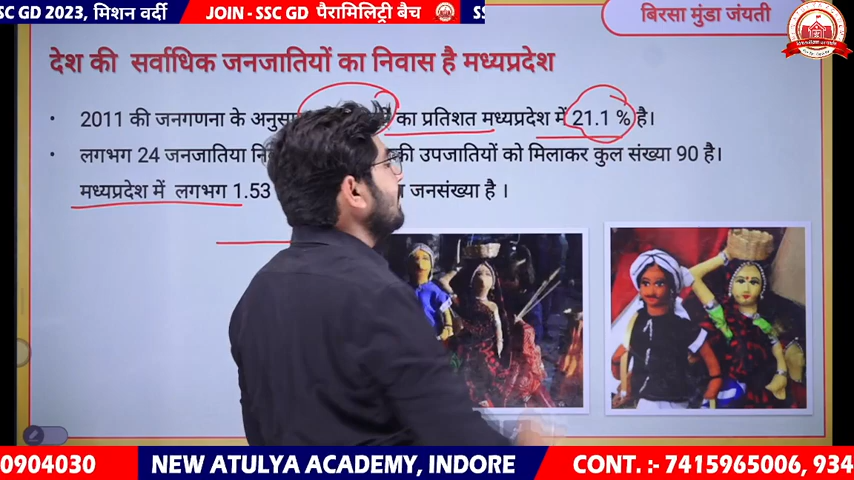 SC GD 2023, मिशन वर्दी JOIN - SSC GD पैरामिलिट्री बैच SS
बिरसा मुंडा जंयती
देश की सर्वाधिक जनजातियों का निवास है मध्यप्रदेश
2011 की जनगणना के अनुसा का प्रतिशत मध्यप्रदेश में 21.1 % है।
लगभग 24 जनजातिया नि की उपजातियों को मिलाकर कुल संख्या 90 है।
मध्यप्रदेश में लगभग 1.53 जनसंख्या है ।
0904030 NEW ATULYA ACADEMY, INDORE CONT. :- 7415965006, 934